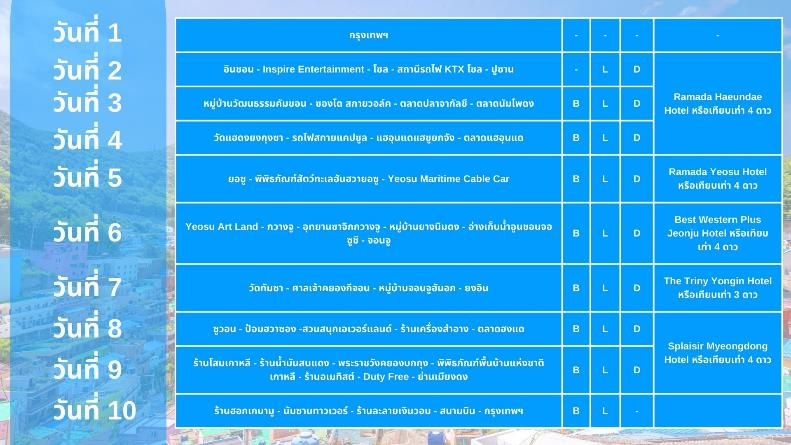 วันที่ 1
กรุงเทพฯ - - - -
วันที่ 2
อินชอน - Inspire Entertainment - โซล - สถานีรถไฟ KTX โซล - ปูซาน - L D
วันที่ 3
หมู่บ้านวัฒนธรรมคัมชอน - ซองโด สกายวอล์ค - ตลาดปลาจากัลชี - ตลาดนัมโพดง B L D
Ramada Haeundae
Hotel หรือเทียบเท่า 4 ดาว
วันที่ 4
วัดแฮดงยงกุงซา - รถไฟสกายแคปซูล - แฮอุนแดแฮซูยกจัง - ตลาดแฮอุนแด B L D
วันที่ 5
ยอซู - พิพิธภัณฑ์สัตว์ทะเลฮันฮวายอซู - Yeosu Maritime Cable Car B L D
Ramada Yeosu Hotel
หรือเทียบเท่า 4 ดาว
วันที่ 6
Yeosu Art Land - กวางจู - อุทยานซาจิกกวางจู - หมู่บ้านยางนิมดง - อ่างเก็บน้ำอูนซอนจอ
ซูซี - จอนจู B L D
Best Western Plus
Jeonju Hotel หรือเทียบ
เท่า 4 ดาว
วันที่ 7
วัดทัมซา - ศาลเจ้าคยองกีจอน - หมู่บ้านจอนจูฮันอก - ยงอิน B L D
The Triny Yongin Hotel
หรือเทียบเท่า 3 ดาว
วันที่ 8
ซูวอน - ป้อมฮวาซอง -สวนสนุกเอเวอร์แลนด์ - ร้านเครื่องสำอาง - ตลาดฮงแด B L D
Splaisir Myeongdong
Hotel หรือเทียบเท่า 4 ดาว
วันที่ 9
ร้านโสมเกาหลี - ร้านน้ำมันสนแดง - พระราชวังคยองบกกุง - พิพิธภัณฑ์พื้นบ้านแห่งชาติ
เกาหลี - ร้านอเมทิสต์ - Duty Free - ย่านเมียงดง B L D
วันที่ 10
ร้านฮอกเกนามู - นัมซานทาวเวอร์ - ร้านละลายเงินวอน - สนามบิน - กรุงเทพฯ B L -